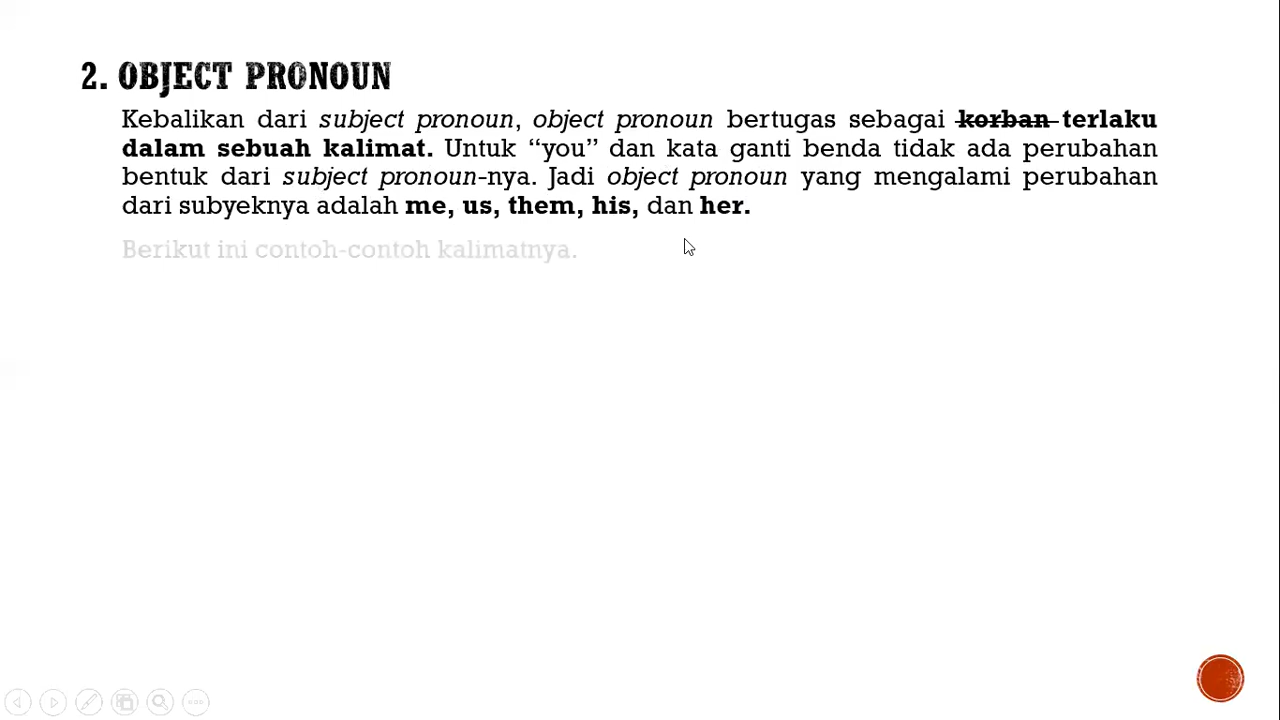 2. OBJECT PRONOUN
Kebalikan dari subject pronoun, object pronoun bertugas sebagai korban terlaku
dalam sebuah kalimat. Untuk “you” dan kata ganti benda tidak ada perubahan
bentuk dari subject pronoun-nya. Jadi object pronoun yang mengalami perubahan
dari subyeknya adalah me, us, them, his, dan her.
Berikut ini contoh-contoh kalimatnya.